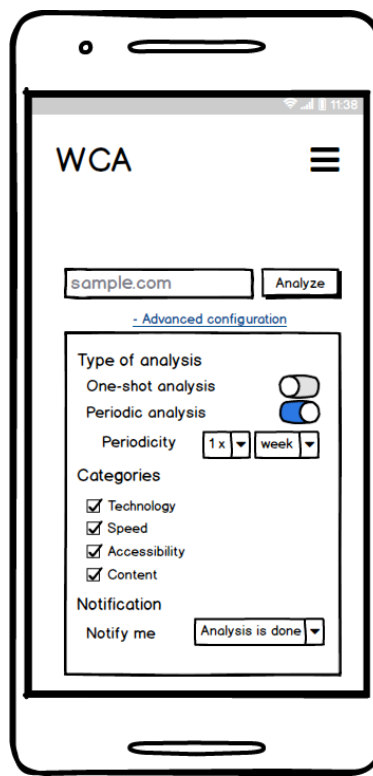 11:38
WCA
sample.com Analyze
- Advanced configuration
Type of analysis
One-shot analysis
Periodic analysis
Periodicity 1 x week
Categories
Technology
Speed
Accessibility
Content
Notification
Notify me Analysis is done